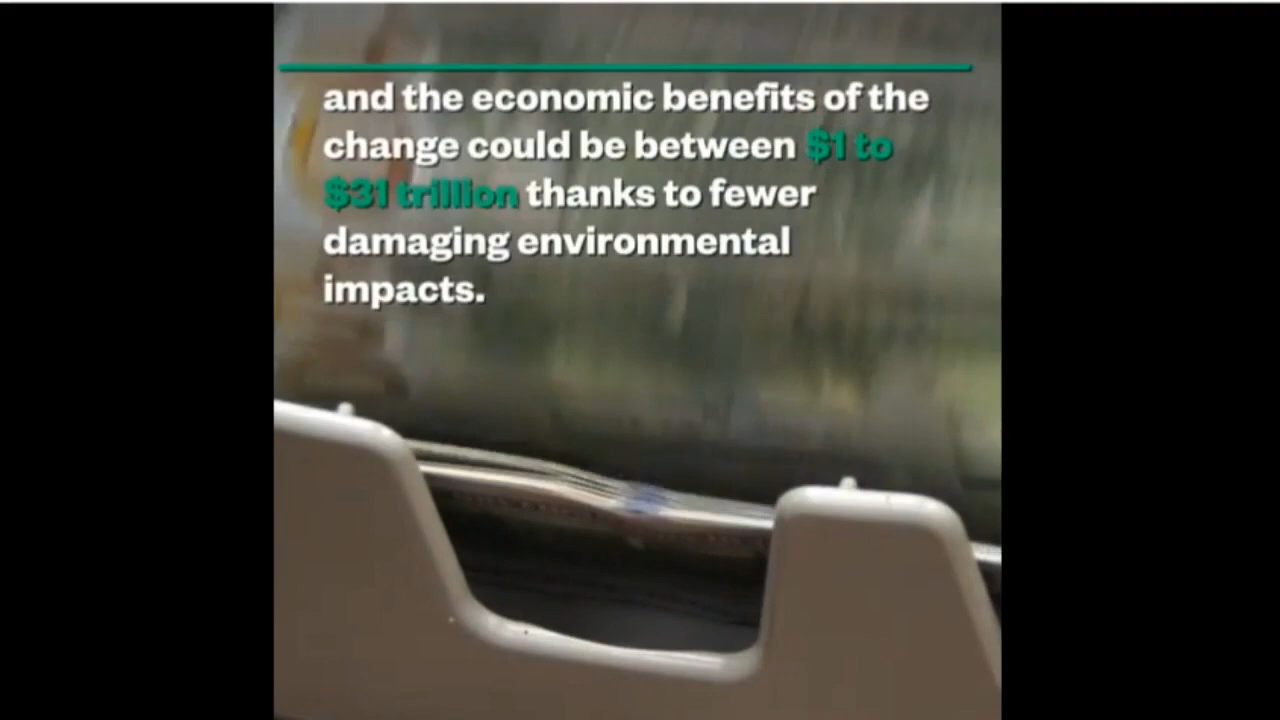 and the economic benefits of the
change could be between $1 to
$31 trillion thanks to fewer
damaging environmental
impacts.